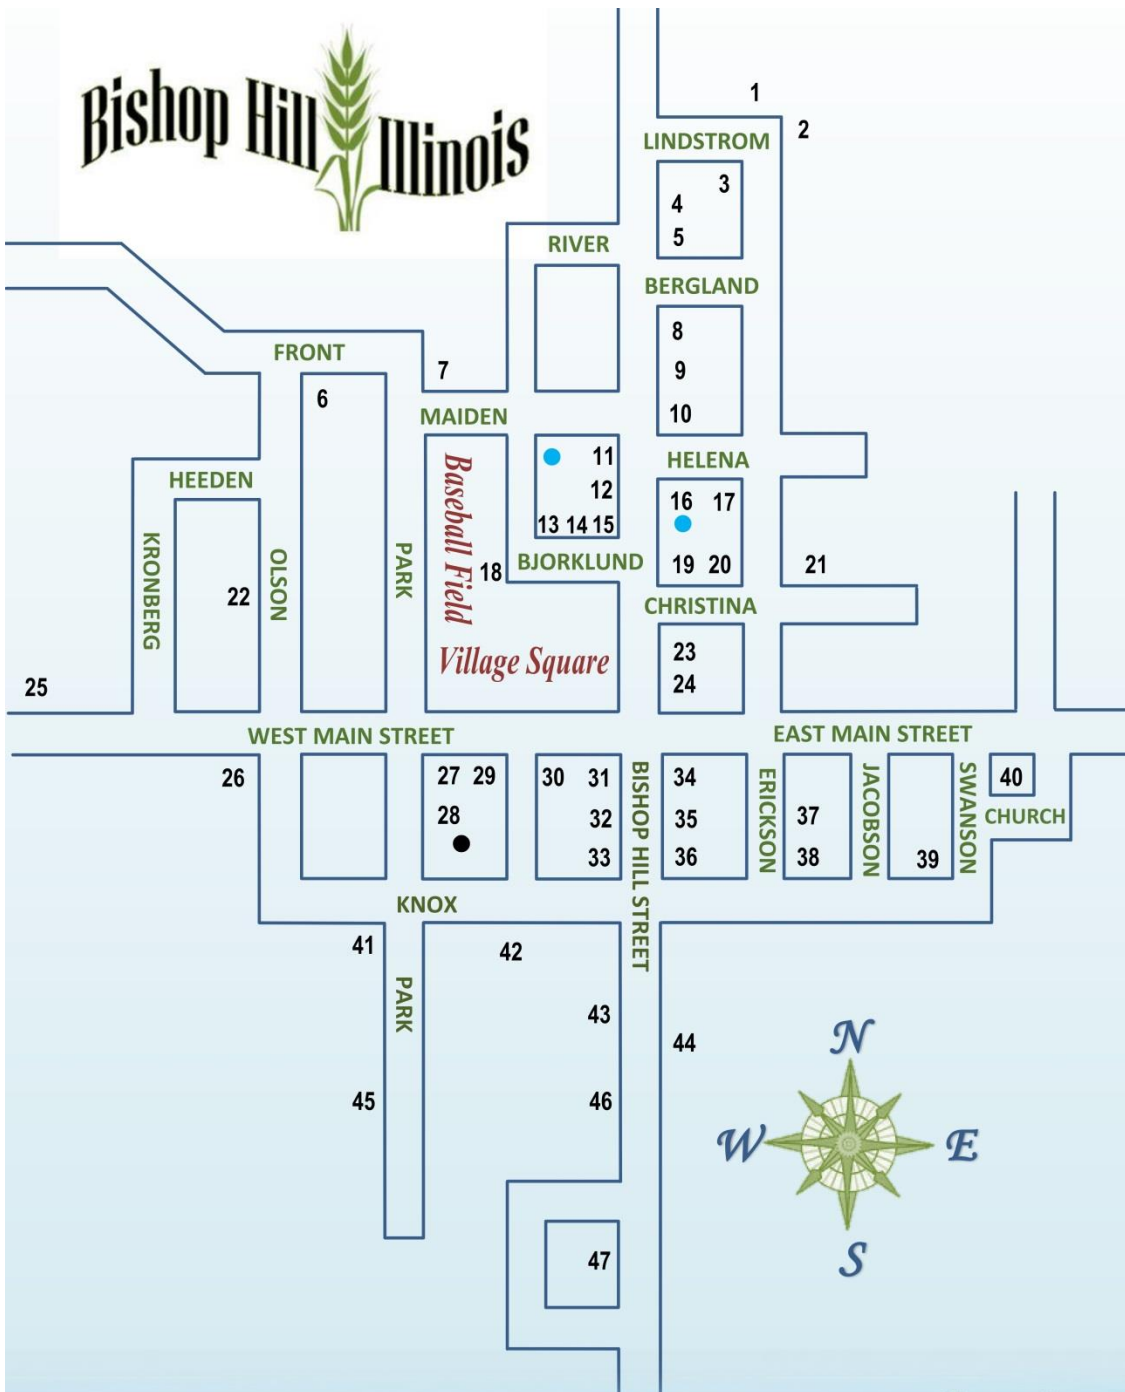 Bishop Hill Illinois
1
2
LINDSTROM
3
4
5
RIVER
BERGLAND
8
9
10
FRONT
6
7
MAIDEN
11
12
13 14 15
HELENA
16 17
19 20
HEEDEN
KRONBERG
OLSON
PARK
Baseball Field
18
BJORKLUND
21
22
CHRISTINA
Village Square
23
24
25
WEST MAIN STREET
EAST MAIN STREET
26
27 29
28
30 31
32
33
BISHOP HILL STREET
34
35
36
ERICKSON
37
38
JACOBSON
39
SWANSON
40
CHURCH
KNOX
41
42
PARK
43
44
45
46
47
N
W
E
S